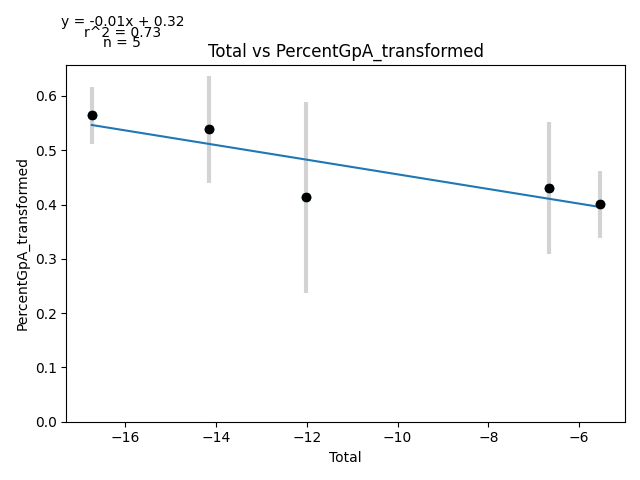 y = -0.01x + 0.32
r^2 = 0.73
n = 5
Total vs PercentGpA_transformed
PercentGpA_transformed
0.6
0.5
0.4
0.3
0.2
0.1
0.0
−16
−14
−12
−10
−8
−6
Total